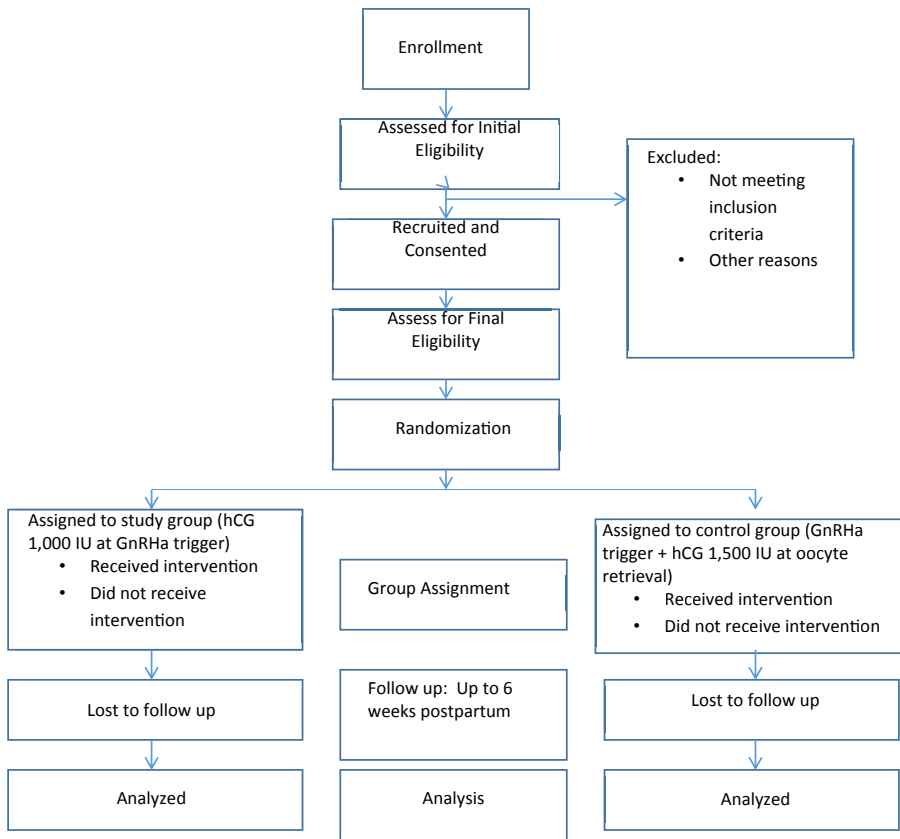 Enrollment
Assessed for Initial
Eligibility
Excluded:
• Not meeting
inclusion
criteria
• Other reasons
Recruited and
Consented
Assess for Final
Eligibility
Randomization
Assigned to study group (hCG
1,000 IU at GnRHa trigger)
• Received intervention
• Did not receive
intervention
Group Assignment
Assigned to control group (GnRHa
trigger + hCG 1,500 IU at oocyte
retrieval)
• Received intervention
• Did not receive intervention
Lost to follow up
Follow up: Up to 6
weeks postpartum
Lost to follow up
Analyzed
Analysis
Analyzed